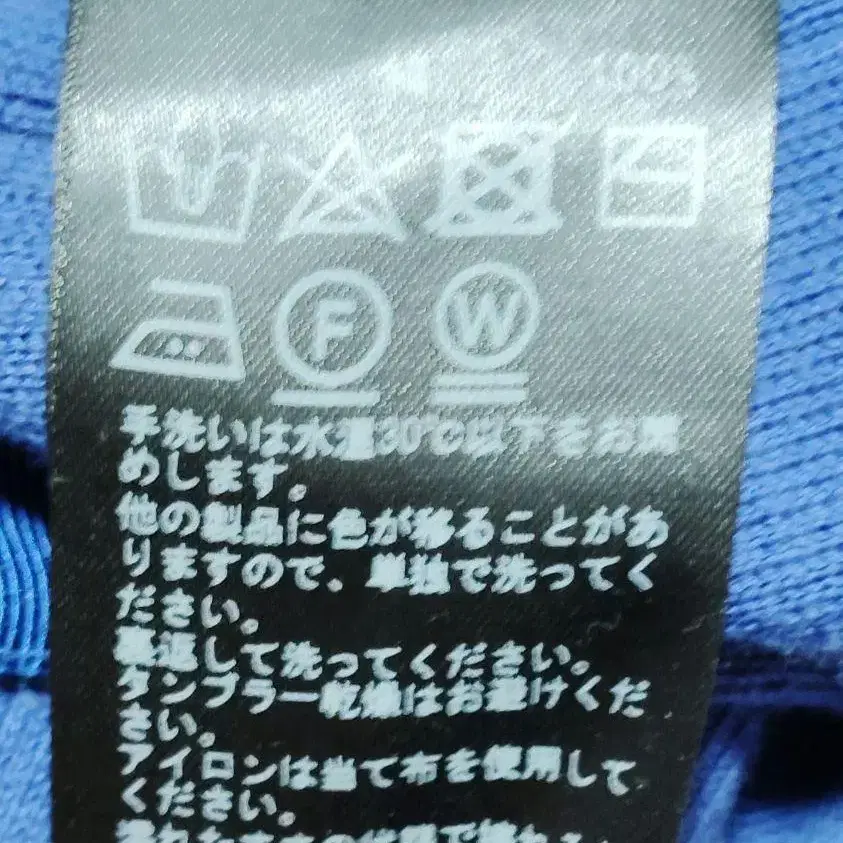 綿 100%
F W
手洗いは水温30℃以下をお薦
めします。
他の製品に色が移ることがあ
りますので、単独で洗ってく
ださい。
裏返して洗ってください。
タンブラー乾燥はお避けくだ
さい。
アイロンは当て布を使用して
ください。